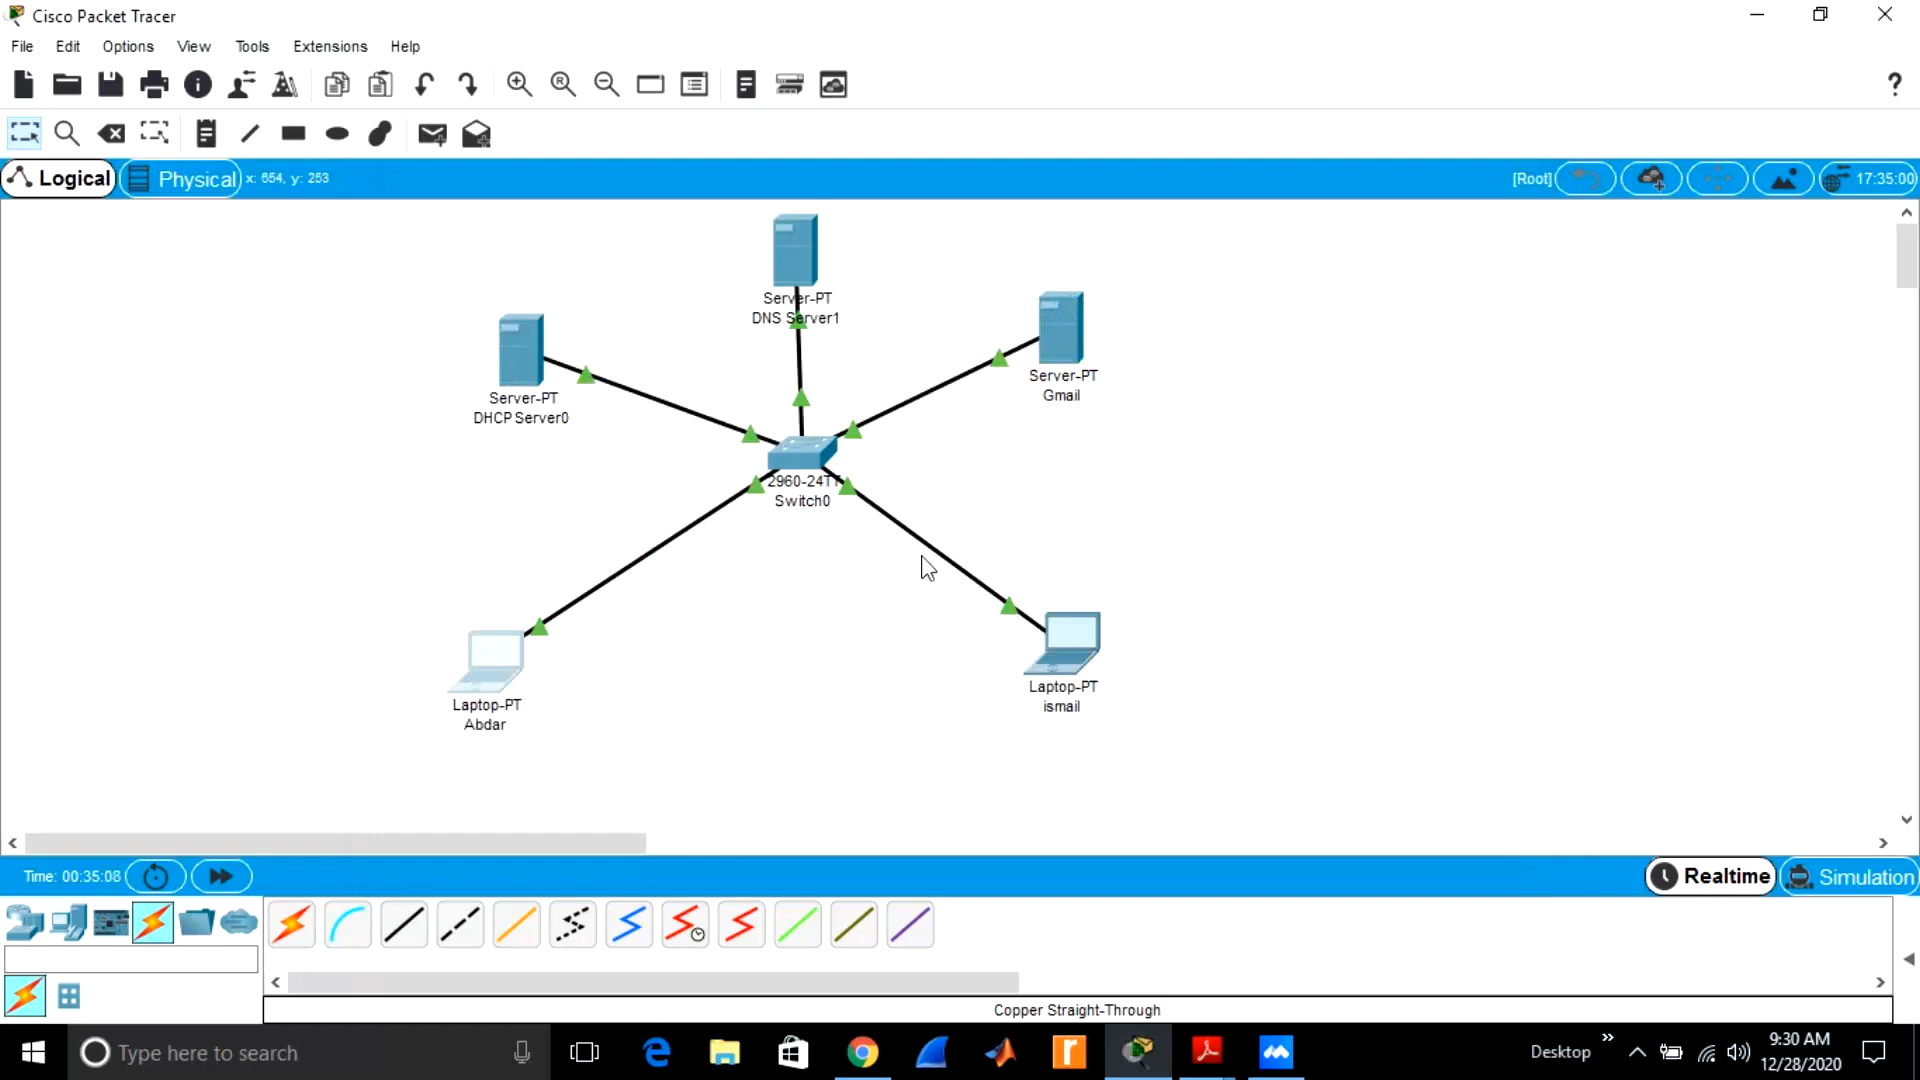 Cisco Packet Tracer
File Edit Options View Tools Extensions Help
?
Logical Physical x: 654, y: 253 [Root] 17:35:00
Server-PT
DNS Server1
Server-PT
Gmail
Server-PT
DHCP Server0
2960-24TT
Switch0
Laptop-PT
ismail
Laptop-PT
Abdar
Time: 00:35:08 Realtime Simulation
Copper Straight-Through
Type here to search
Desktop
9:30 AM
12/28/2020